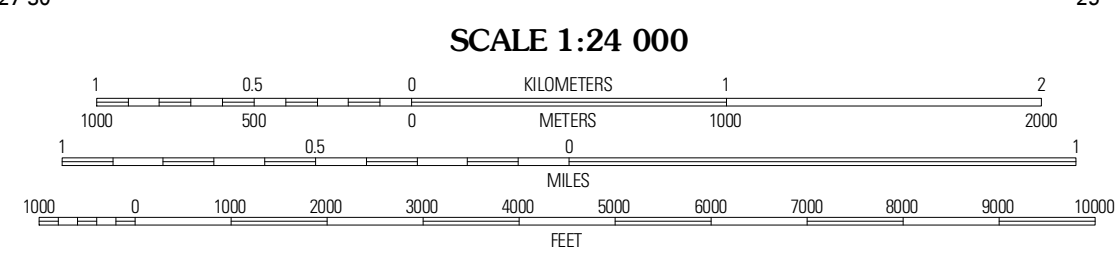 SCALE 1:24 000
1 0.5 0 KILOMETERS 1 2
1000 500 0 METERS 1000 2000
1 0.5 0 1
MILES
1000 0 1000 2000 3000 4000 5000 6000 7000 8000 9000 10000
FEET